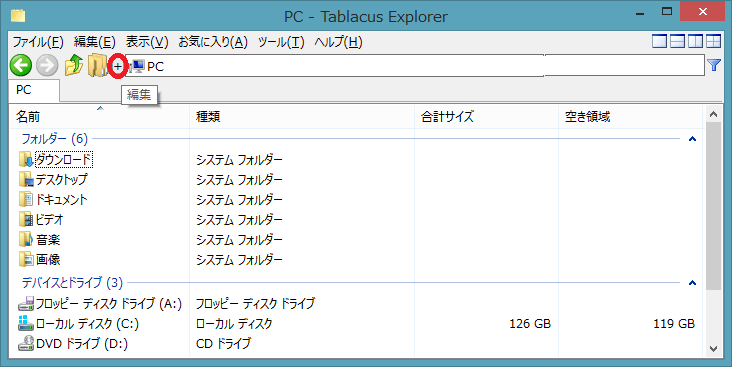 PC - Tablacus Explorer
ファイル(F) 編集(E) 表示(V) お気に入り(A) ツール(T) ヘルプ(H)
+ PC
PC
編集
名前 種類 合計サイズ 空き領域
フォルダー (6)
ダウンロード システム フォルダー
デスクトップ システム フォルダー
ドキュメント システム フォルダー
ビデオ システム フォルダー
音楽 システム フォルダー
画像 システム フォルダー
デバイスとドライブ (3)
フロッピー ディスク ドライブ (A:) フロッピー ディスク ドライブ
ローカル ディスク (C:) ローカル ディスク 126 GB 119 GB
DVD ドライブ (D:) CD ドライブ